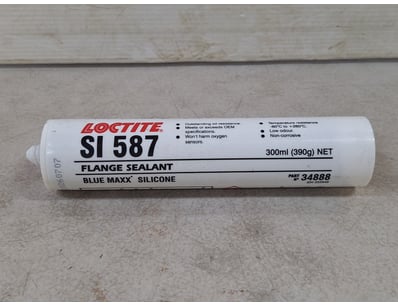 LOCTITE
SI 587
FLANGE SEALANT
BLUE MAXX SILICONE
• Outstanding oil resistance.
• Meets or exceeds OEM
specifications.
• Won't harm oxygen
sensors.
• Temperature resistance
• Low odour.
• Non-corrosive
300ml (390g) NET
PART
Nº 34888